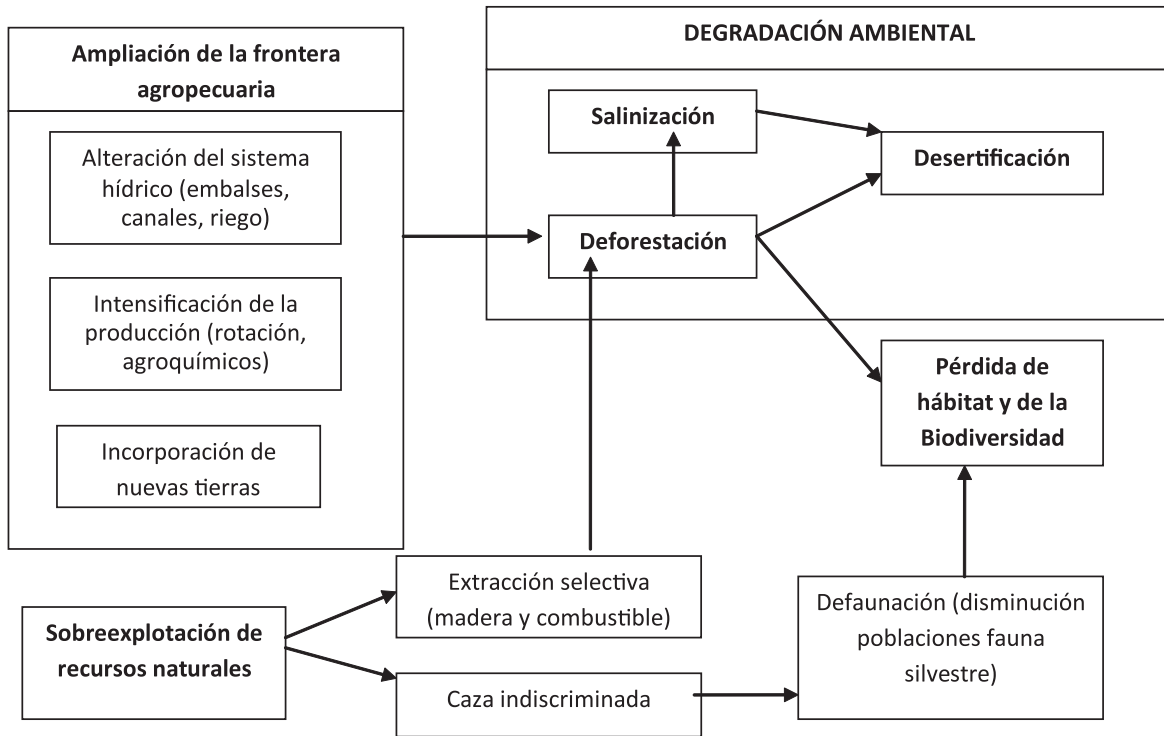 Ampliación de la frontera
agropecuaria
Alteración del sistema
hídrico (embalses,
canales, riego)
Intensificación de la
producción (rotación,
agroquímicos)
Incorporación de
nuevas tierras
DEGRADACIÓN AMBIENTAL
Salinización
Desertificación
Deforestación
Pérdida de
hábitat y de la
Biodiversidad
Sobreexplotación de
recursos naturales
Extracción selectiva
(madera y combustible)
Caza indiscriminada
Defaunación (disminución
poblaciones fauna
silvestre)